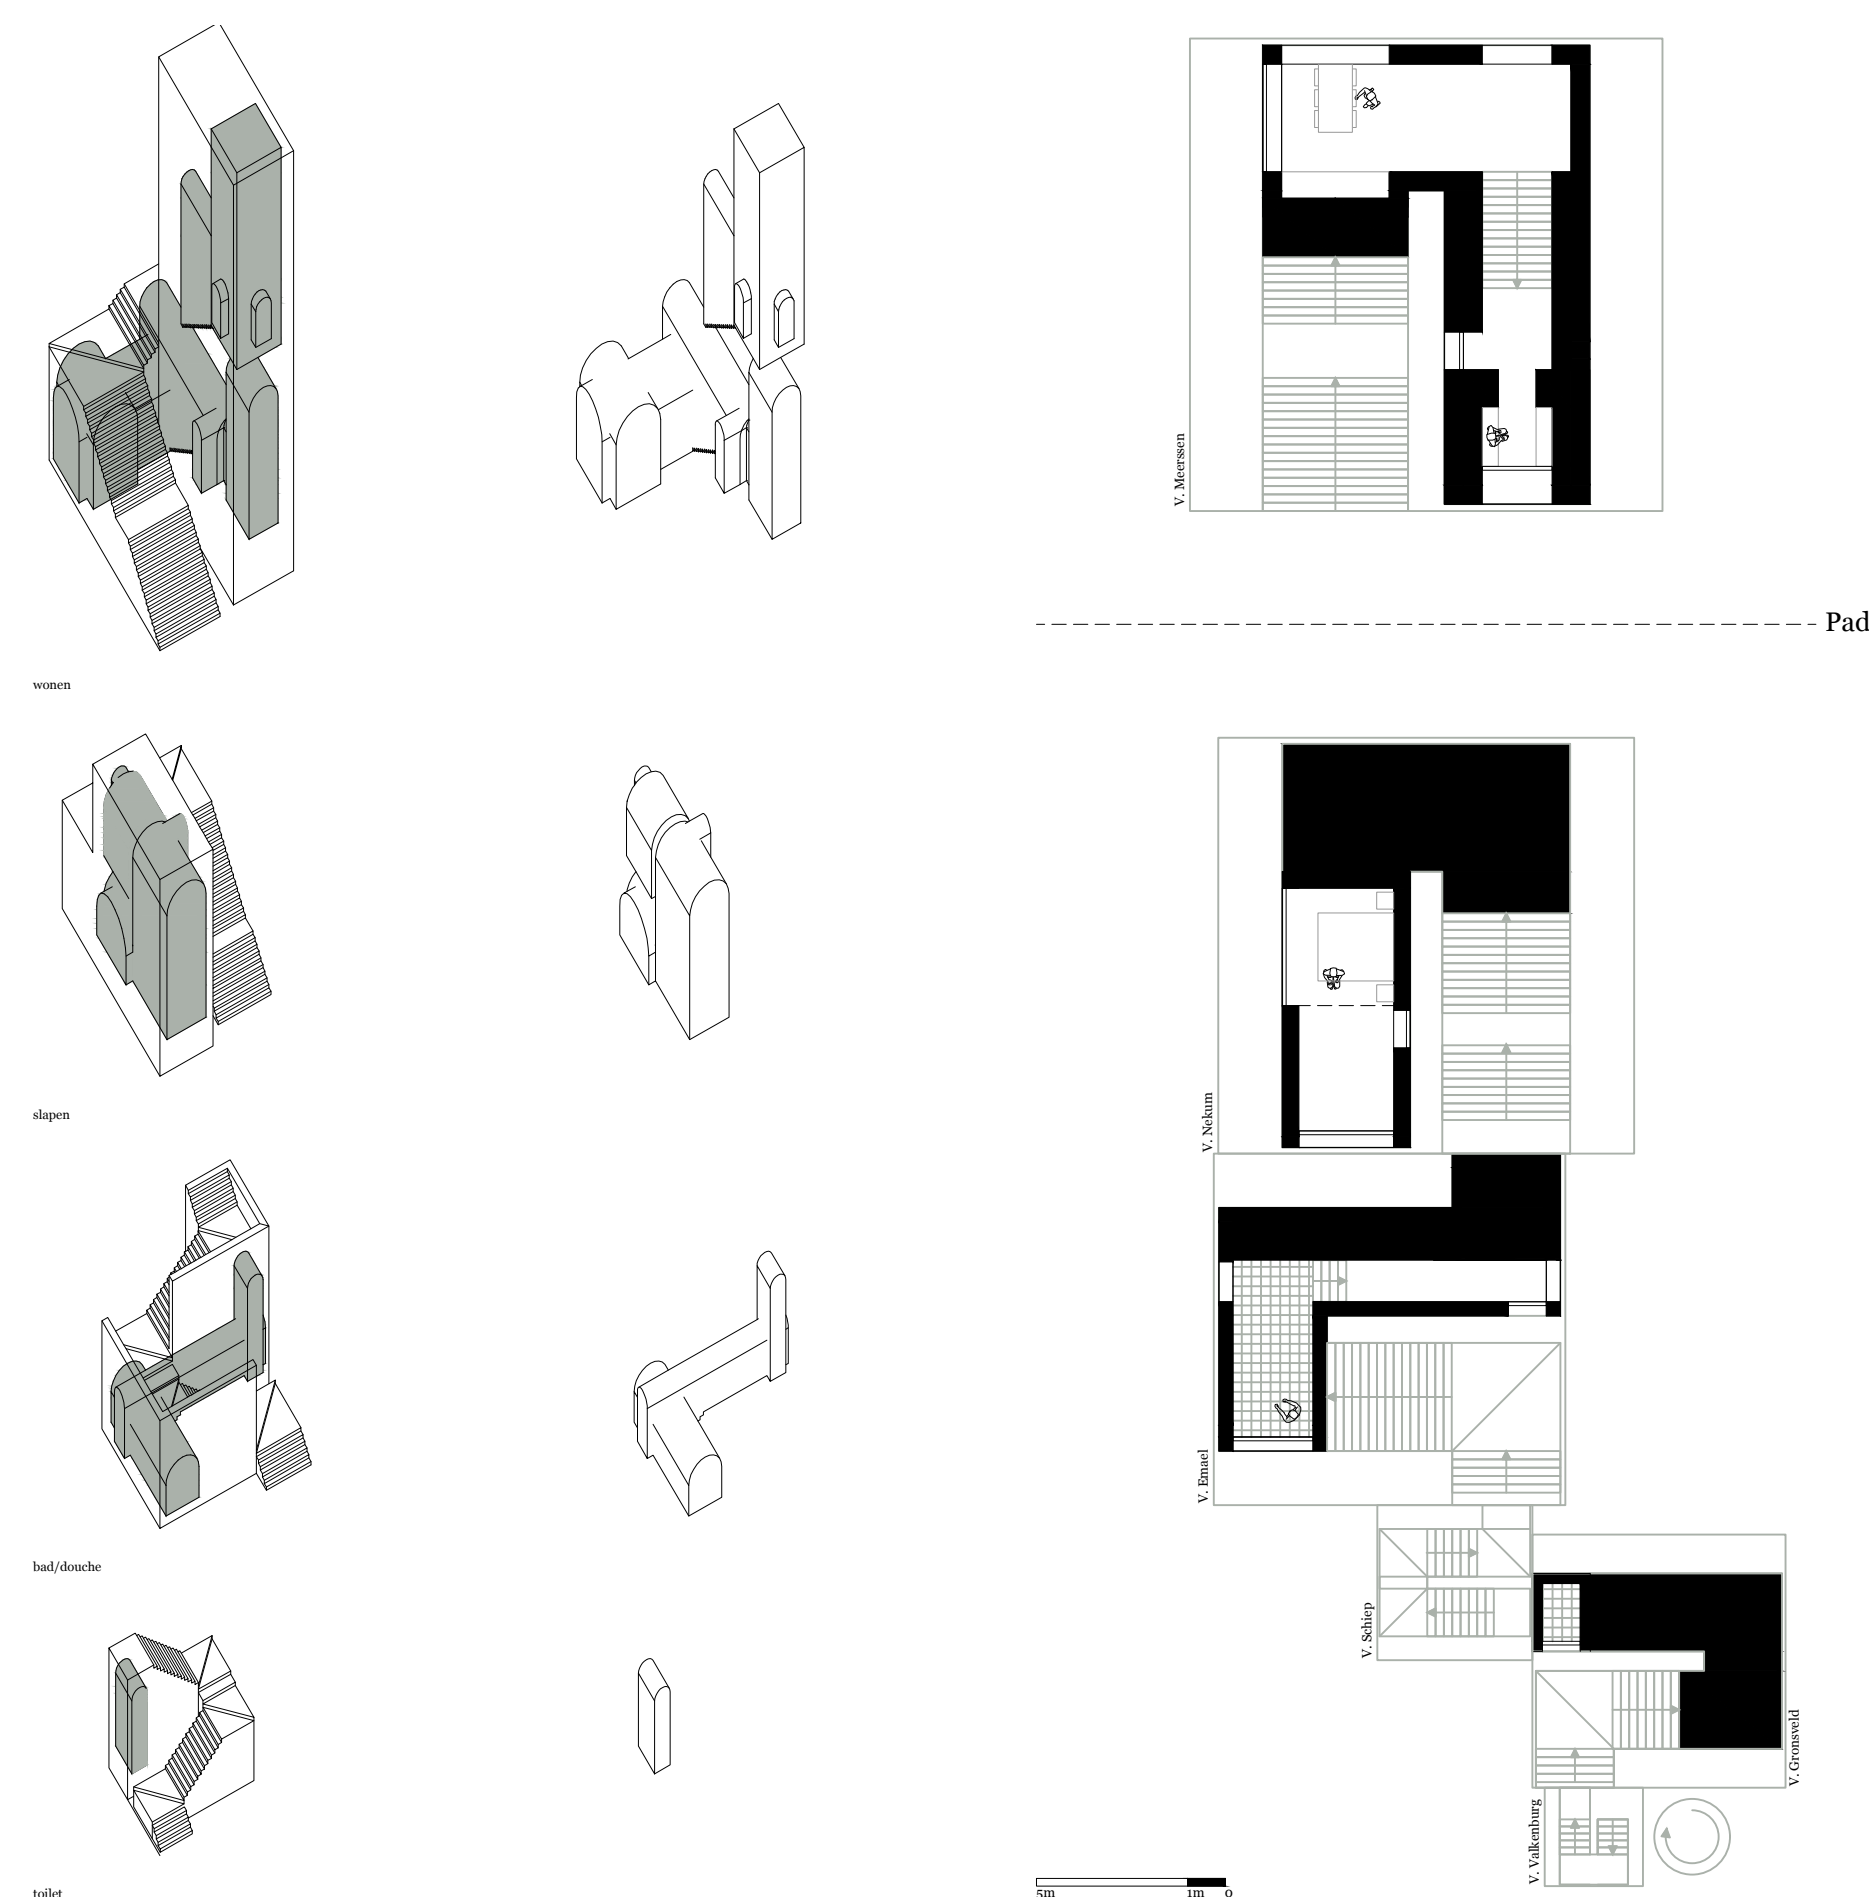 V. Meerssen
Pad
wonen
slapen
V. Nekum
V. Emael
bad/douche
V. Schiep
V. Gronsveld
V. Valkenburg
5m 1m 0
toilet